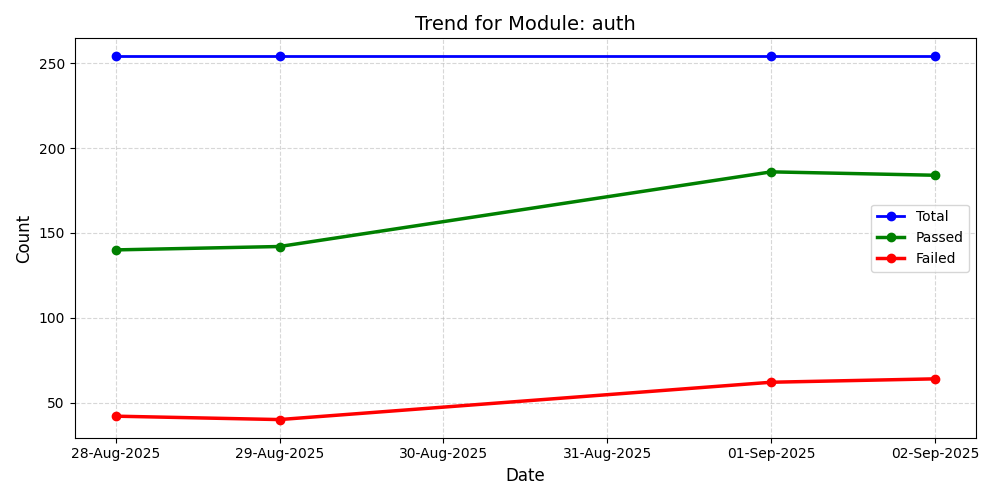 Trend for Module: auth
250
200
150
100
50
Count
Total
Passed
Failed
28-Aug-2025 29-Aug-2025 30-Aug-2025 31-Aug-2025 01-Sep-2025 02-Sep-2025
Date